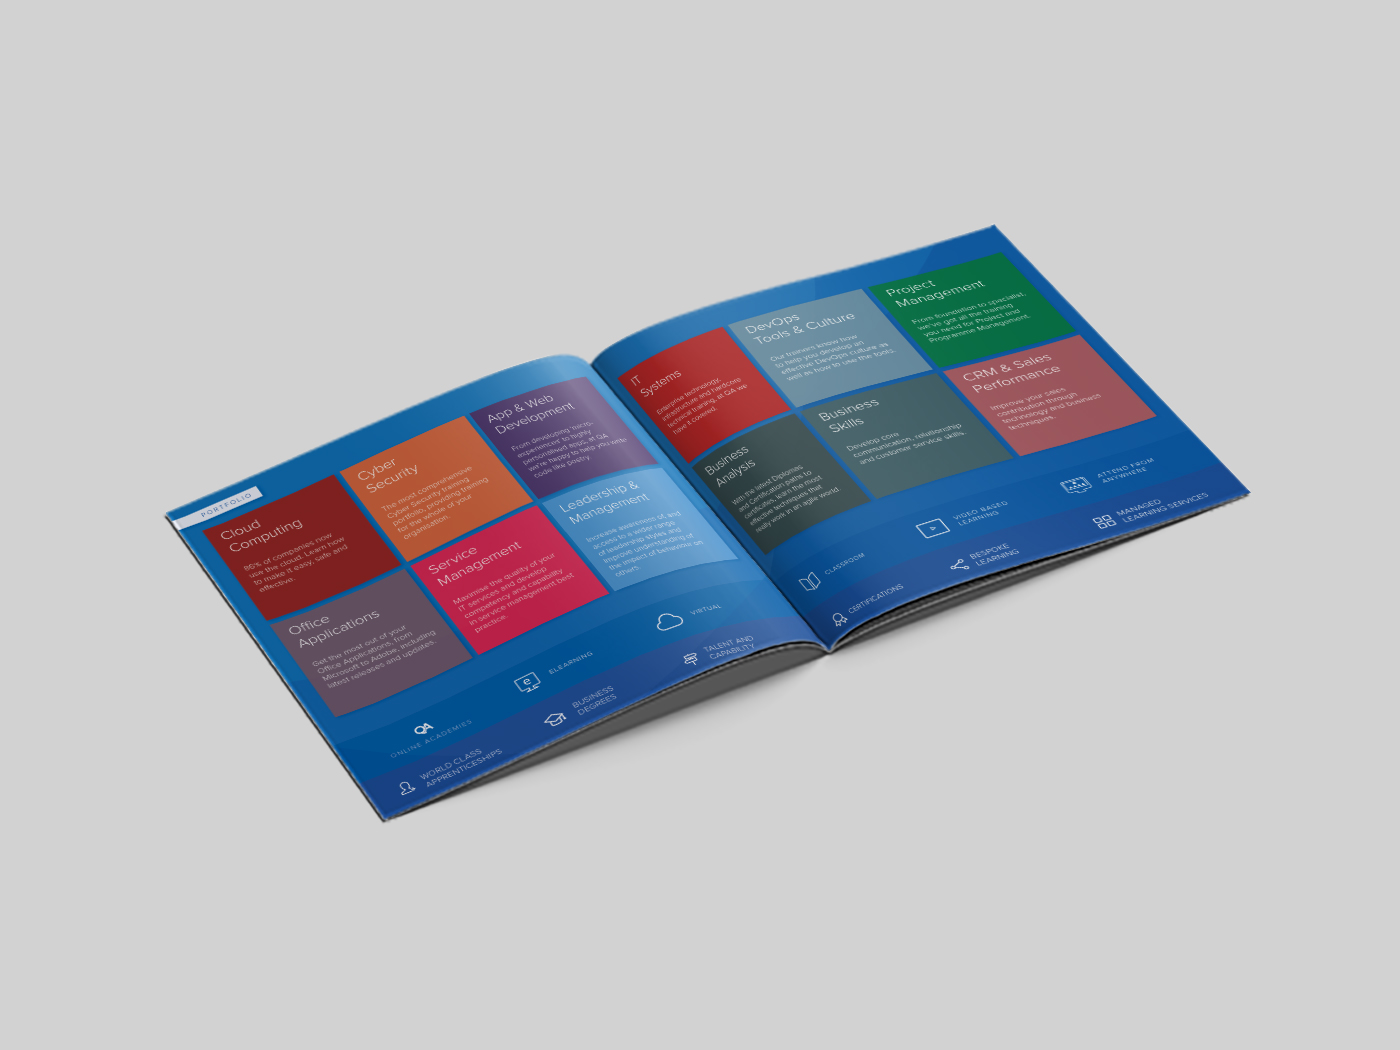 PORTFOLIO
Cloud
Computing
86% of companies now
use the cloud. Learn how
to make it easy, safe and
effective.
Cyber
Security
The most comprehensive
Cyber Security training
portfolio, providing training
for the whole of your
organisation.
App & Web
Development
From developing micro-
experiences to highly
personalised apps, at QA
we're happy to help you write
code like poetry.
Office
Applications
Get the most out of your
Office Applications, from
Microsoft to Adobe, including
latest releases and updates.
Service
Management
Maximise the quality of your
IT services and develop
competency and capability
in service management best
practice.
Leadership &
Management
Increase awareness of, and
access to a wider range
of leadership styles and
improve understanding of
the impact of behaviour on
others.
QA
ONLINE ACADEMIES
e
ELEARNING
VIRTUAL
WORLD CLASS
APPRENTICESHIPS
BUSINESS
DEGREES
TALENT AND
CAPABILITY
IT
Systems
Enterprise technology,
infrastructure and hardcore
technical training, at QA we
have it covered.
DevOps
Tools & Culture
Our trainers know how
to help you develop an
effective DevOps culture as
well as how to use the tools.
Project
Management
From foundation to specialist,
we've got all the training
you need for Project and
Programme Management.
Business
Analysis
With the latest Diplomas
and Certification paths to
certificates, learn the most
effective techniques that
really work in an agile world.
Business
Skills
Develop core
communication, relationship
and customer service skills.
CRM & Sales
Performance
Improve your sales
contribution through
technology and business
techniques.
CLASSROOM
VIDEO BASED
LEARNING
ATTEND FROM
ANYWHERE
CERTIFICATIONS
BESPOKE
LEARNING
MANAGED
LEARNING SERVICES